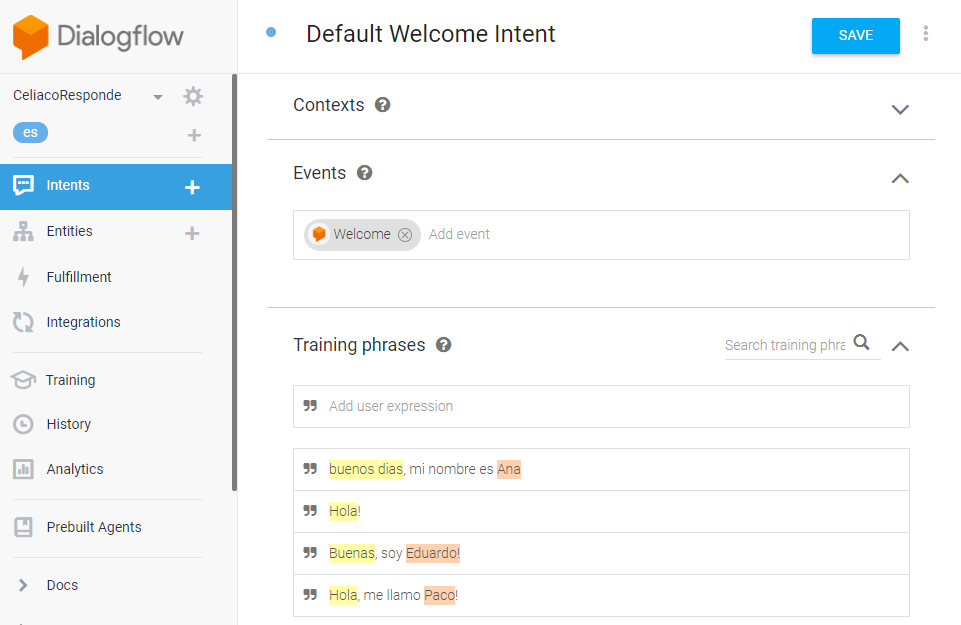 Dialogflow
Default Welcome Intent
SAVE
CeliacoResponde
es
Intents
Entities
Fulfillment
Integrations
Training
History
Analytics
Prebuilt Agents
Docs
Contexts
Events
Welcome Add event
Training phrases
Search training phra
Add user expression
buenos dias, mi nombre es Ana
Hola!
Buenas, soy Eduardo!
Hola, me llamo Paco!